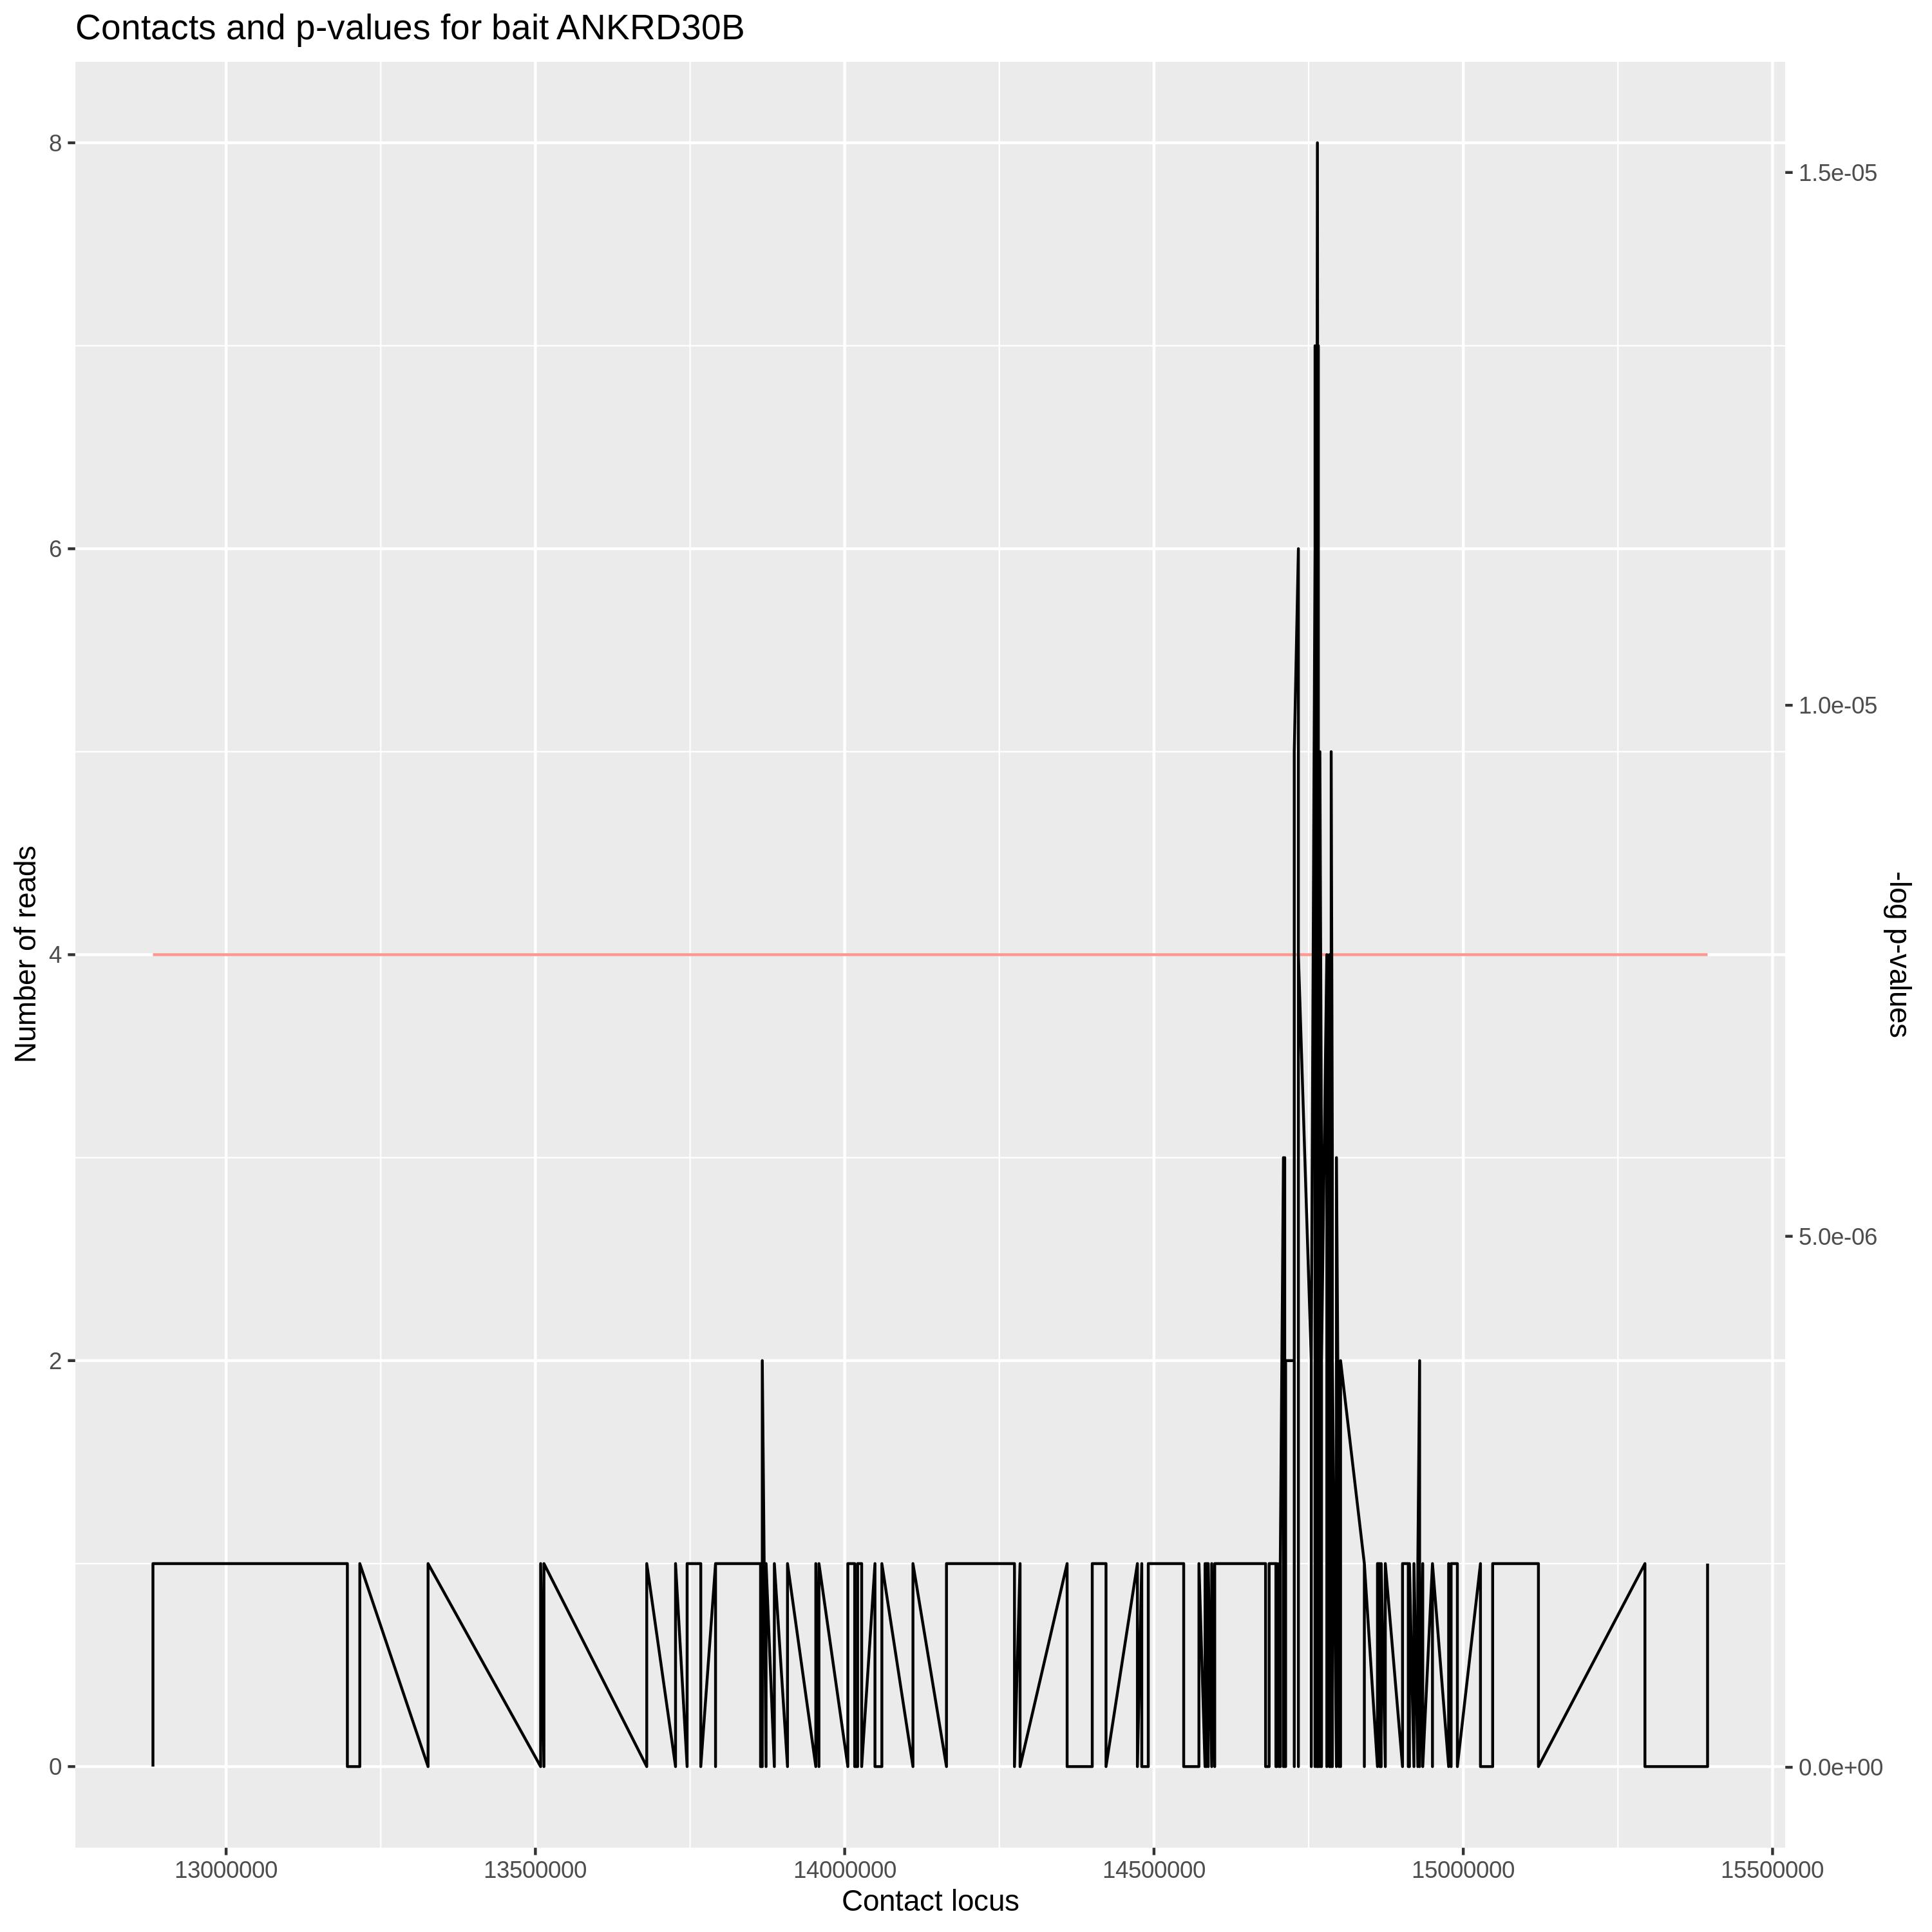 Contacts and p-values for bait ANKRD30B
8
6
4
2
0
Number of reads
1.5e-05
1.0e-05
5.0e-06
0.0e+00
-log p-values
13000000 13500000 14000000 14500000 15000000 15500000
Contact locus